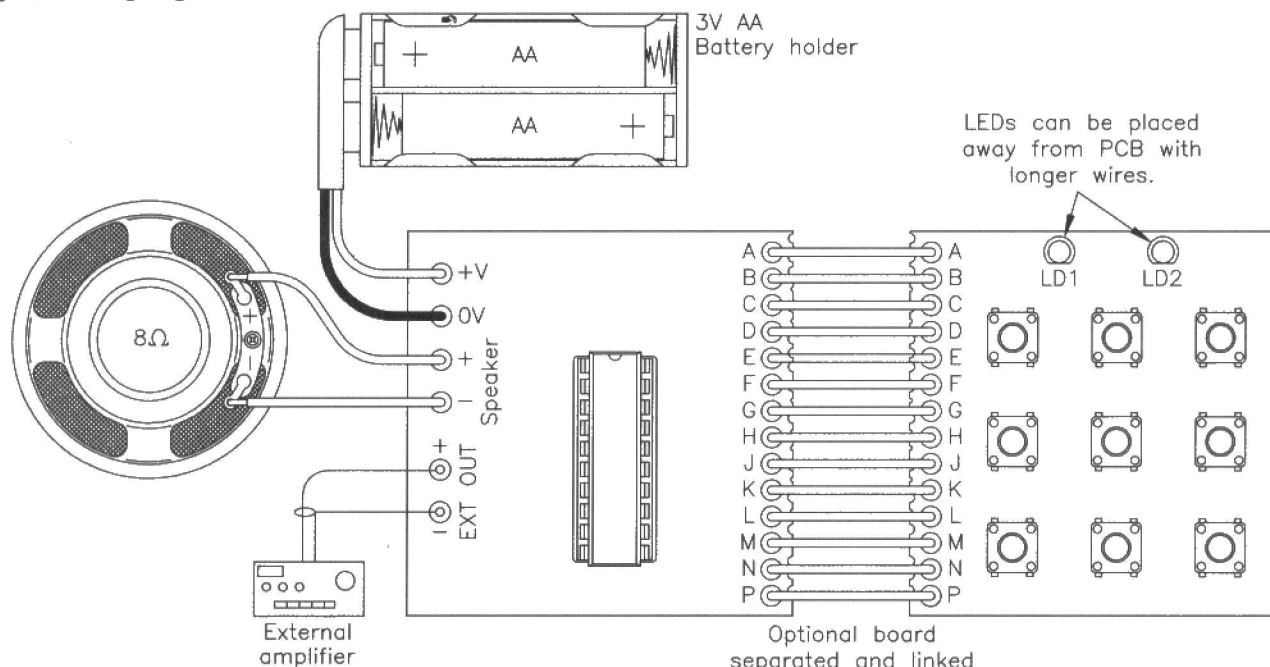 3V AA
Battery holder
AA
AA
LEDs can be placed
away from PCB with
longer wires.
8Ω
+V
0V
Speaker
EXT OUT
A
B
C
D
E
F
G
H
J
K
L
M
N
P
A
B
C
D
E
F
G
H
J
K
L
M
N
P
LD1
LD2
External
amplifier
Optional board
separated and linked